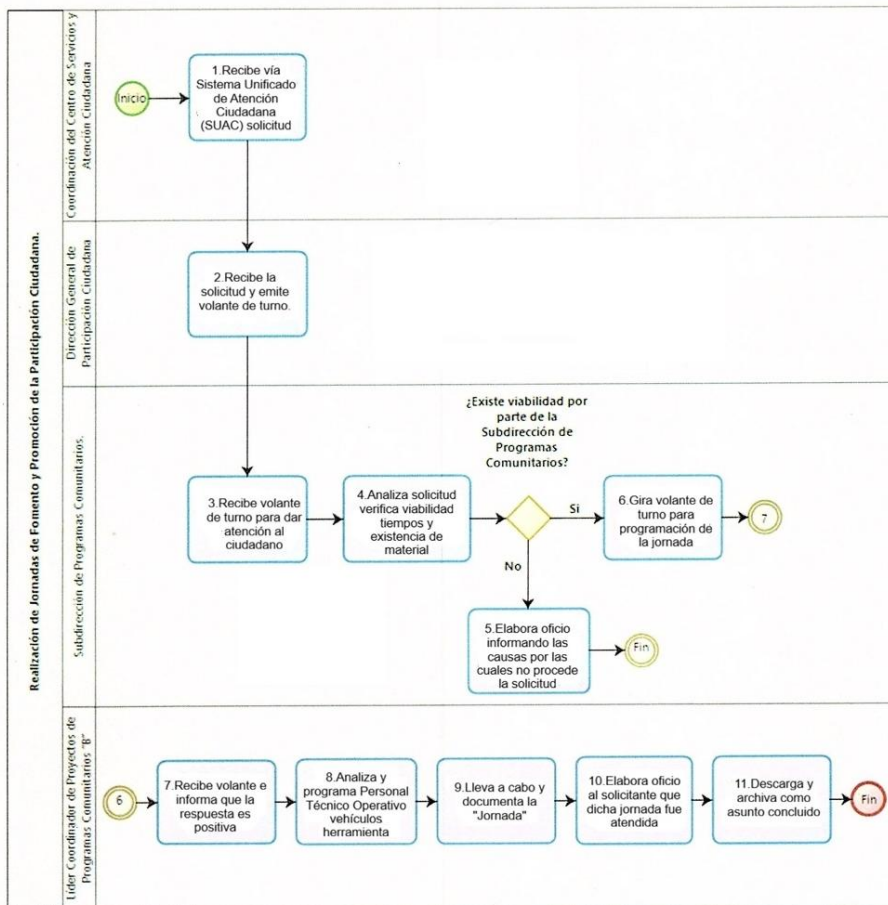 Realización de Jornadas de Fomento y Promoción de la Participación Ciudadana.
Coordinación del Centro de Servicios y
Atención Ciudadana
Inicio
1.Recibe vía
Sistema Unificado
de Atención
Ciudadana
(SUAC) solicitud
Dirección General de
Participación Ciudadana
2.Recibe la
solicitud y emite
volante de turno.
Subdirección de Programas Comunitarios.
3.Recibe volante
de turno para dar
atención al
ciudadano
4.Analiza solicitud
verifica viabilidad
tiempos y
existencia de
material
¿Existe viabilidad por
parte de la
Subdirección de
Programas
Comunitarios?
Si
6.Gira volante de
turno para
programación de
la jornada
7
No
5.Elabora oficio
informando las
causas por las
cuales no procede
la solicitud
Fin
Líder Coordinador de Proyectos de
Programas Comunitarios "B"
6
7.Recibe volante e
informa que la
respuesta es
positiva
8.Analiza y
programa Personal
Técnico Operativo
vehículos
herramienta
9.Lleva a cabo y
documenta la
"Jornada"
10.Elabora oficio
al solicitante que
dicha jornada fue
atendida
11.Descarga y
archiva como
asunto concluido
Fin